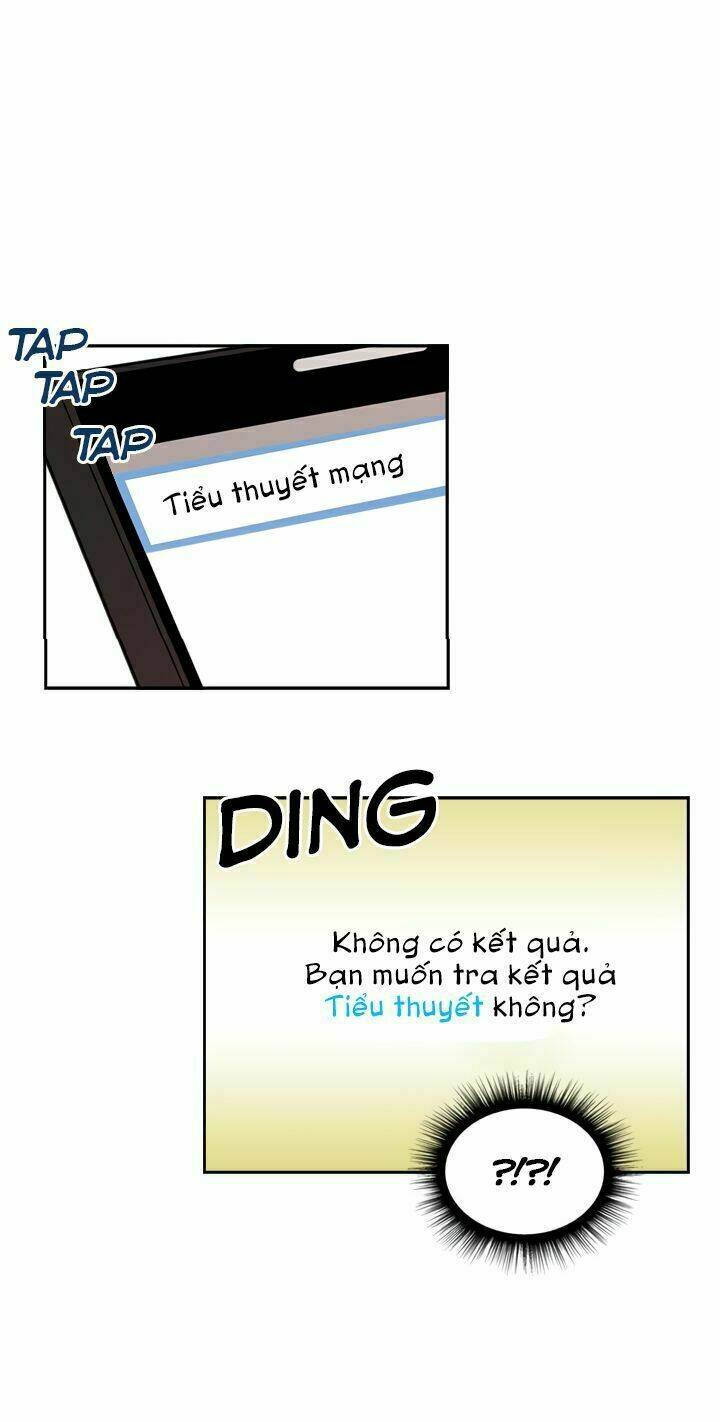 TAP
TAP
TAP
Tiểu thuyết mạng
DING
Không có kết quả.
Bạn muốn tra kết quả
Tiểu thuyết không?
?!?!